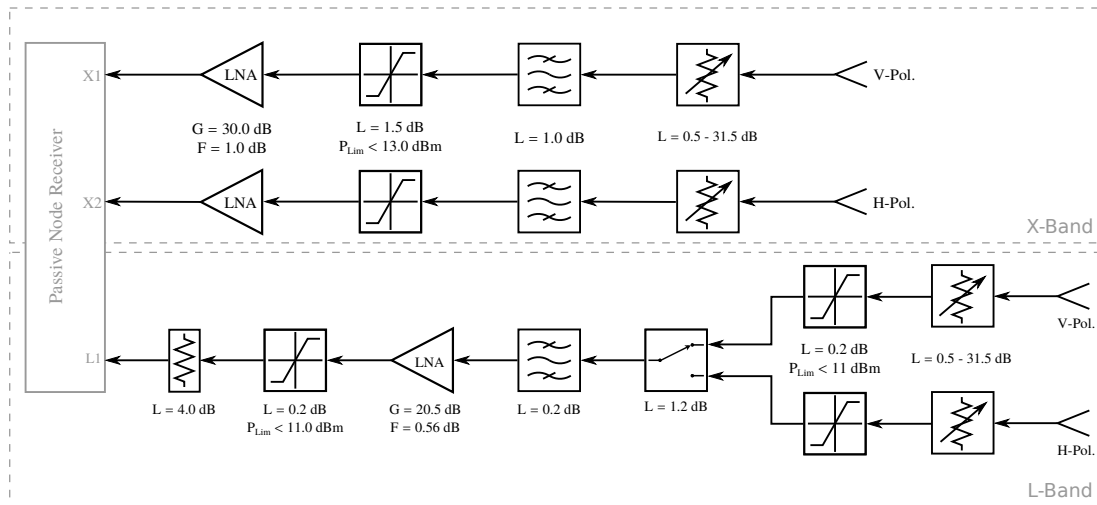 Passive Node Receiver
X1
LNA
V-Pol.
G = 30.0 dB
F = 1.0 dB
L = 1.5 dB
P_Lim < 13.0 dBm
L = 1.0 dB
L = 0.5 - 31.5 dB
X2
LNA
H-Pol.
X-Band
V-Pol.
L = 0.2 dB
P_Lim < 11 dBm
L = 0.5 - 31.5 dB
L1
LNA
L = 4.0 dB
L = 0.2 dB
P_Lim < 11.0 dBm
G = 20.5 dB
F = 0.56 dB
L = 0.2 dB
L = 1.2 dB
H-Pol.
L-Band